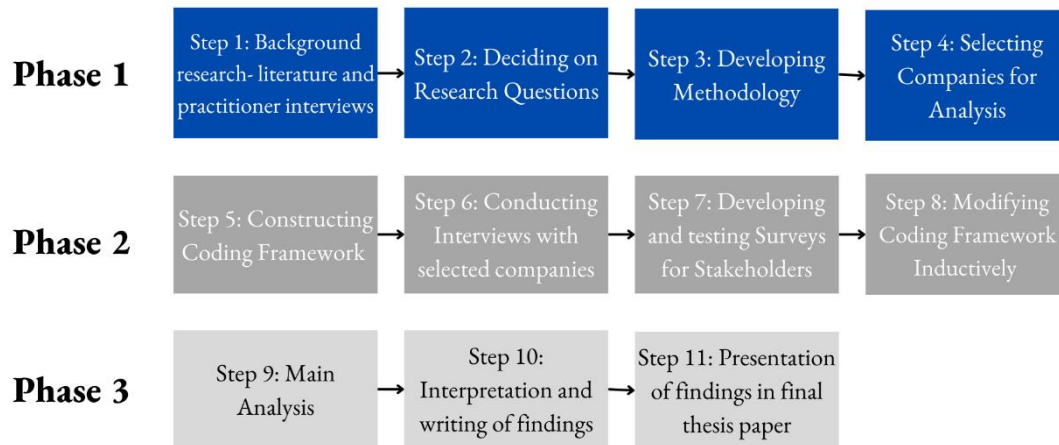 Phase 1
Step 1: Background
research- literature and
practitioner interviews
Step 2: Deciding on
Research Questions
Step 3: Developing
Methodology
Step 4: Selecting
Companies for
Analysis
Phase 2
Step 5: Constructing
Coding Framework
Step 6: Conducting
Interviews with
selected companies
Step 7: Developing
and testing Surveys
for Stakeholders
Step 8: Modifying
Coding Framework
Inductively
Phase 3
Step 9: Main
Analysis
Step 10:
Interpretation and
writing of findings
Step 11: Presentation
of findings in final
thesis paper